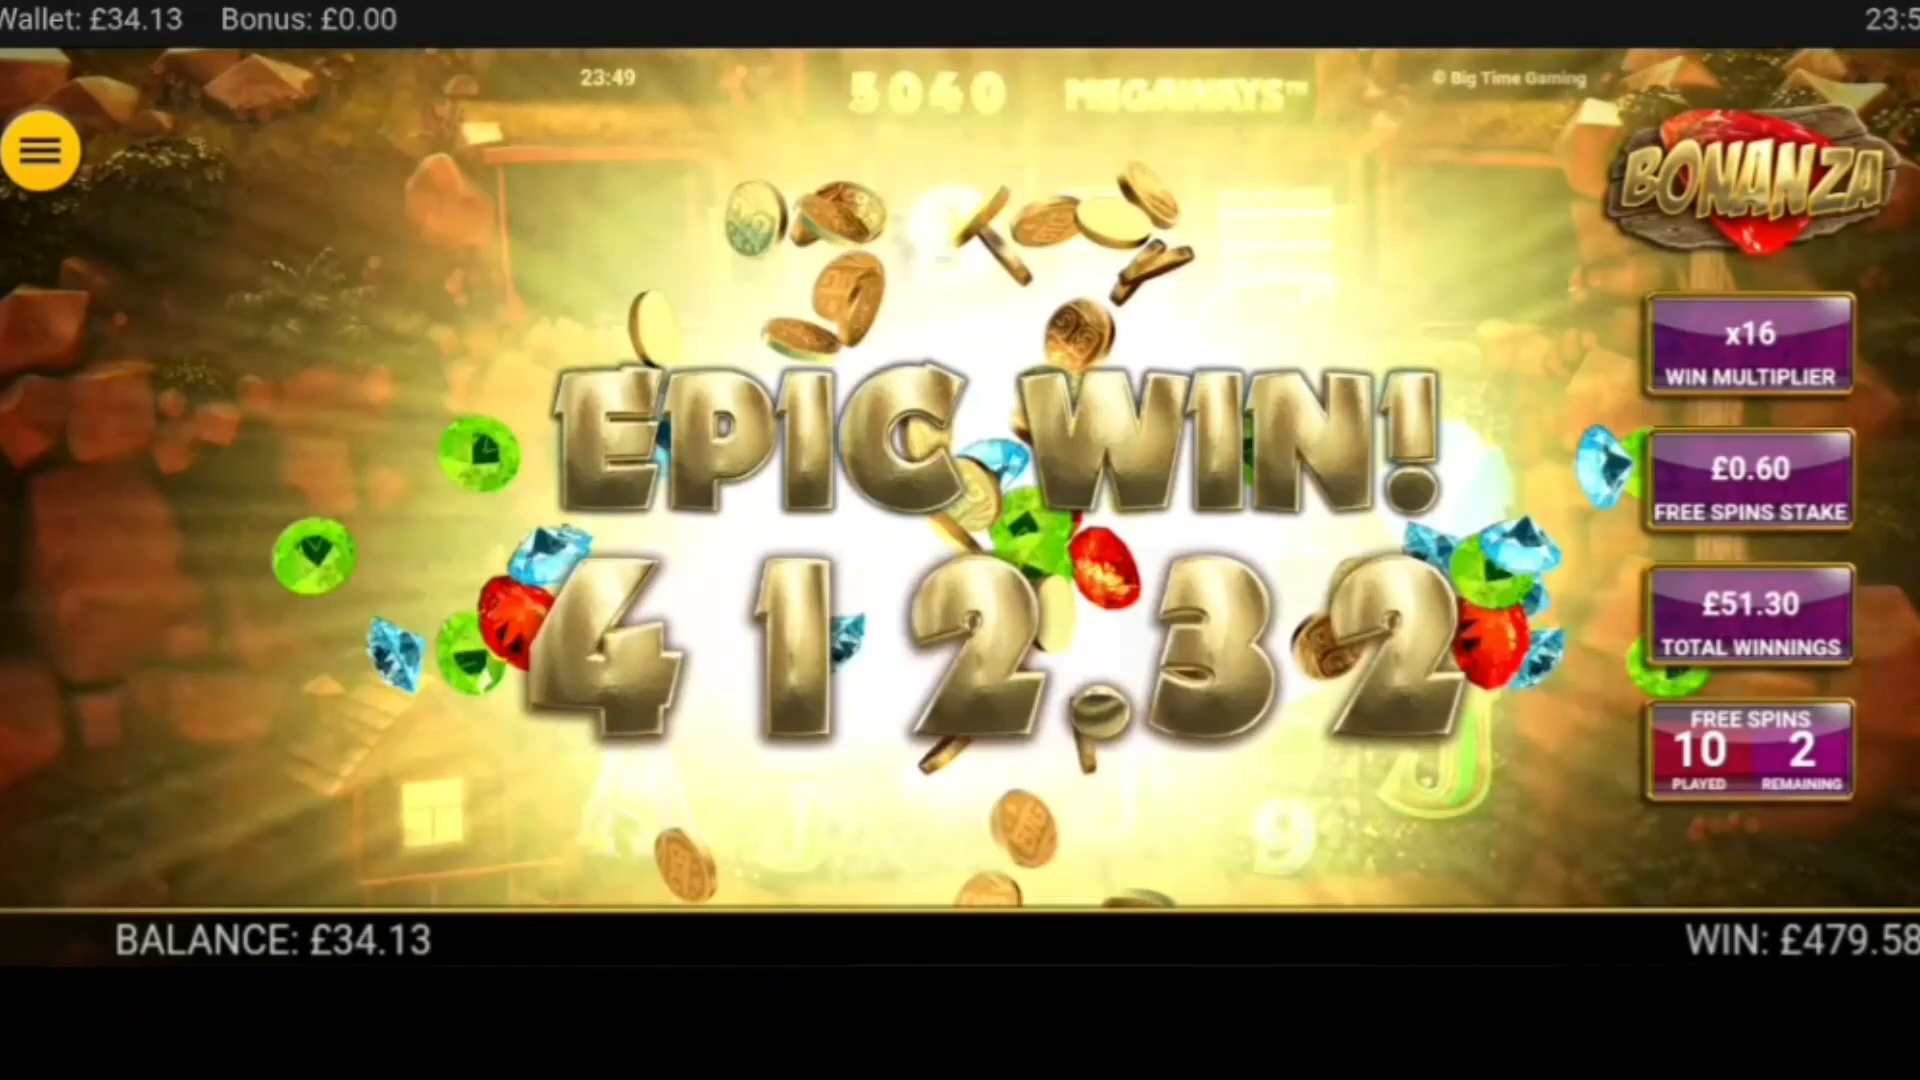 Wallet: £34.13 Bonus: £0.00
23:5
23:49
5040 MEGAWAYS™
© Big Time Gaming
BONANZA
x16
WIN MULTIPLIER
£0.60
FREE SPINS STAKE
£51.30
TOTAL WINNINGS
FREE SPINS
10 2
PLAYED REMAINING
EPIC WIN!
412.32
A J 9 J
BALANCE: £34.13
WIN: £479.58